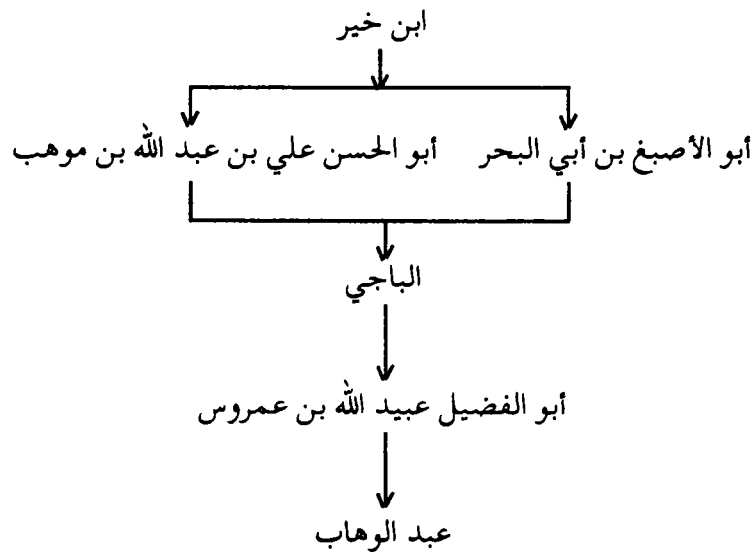 ابن خير
أبو الأصبغ بن أبي البحر أبو الحسن علي بن عبد الله بن موهب
الباجي
أبو الفضيل عبيد الله بن عمروس
عبد الوهاب